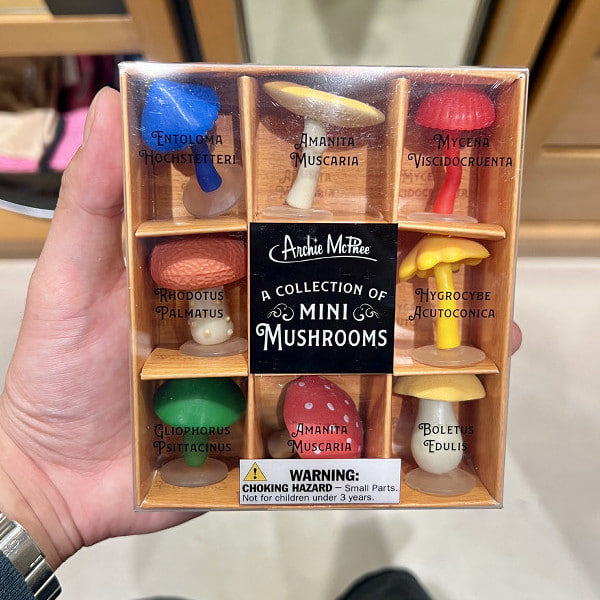 Entoloma
Hochstetteri
Amanita
Muscaria
Mycena
Viscidocruenta
Rhodotus
Palmatus
Archie McPhee
A COLLECTION OF
MINI
MUSHROOMS
Hygrocybe
Acutoconica
Gliophorus
Psittacinus
Amanita
Muscaria
Boletus
Edulis
WARNING:
CHOKING HAZARD – Small Parts.
Not for children under 3 years.